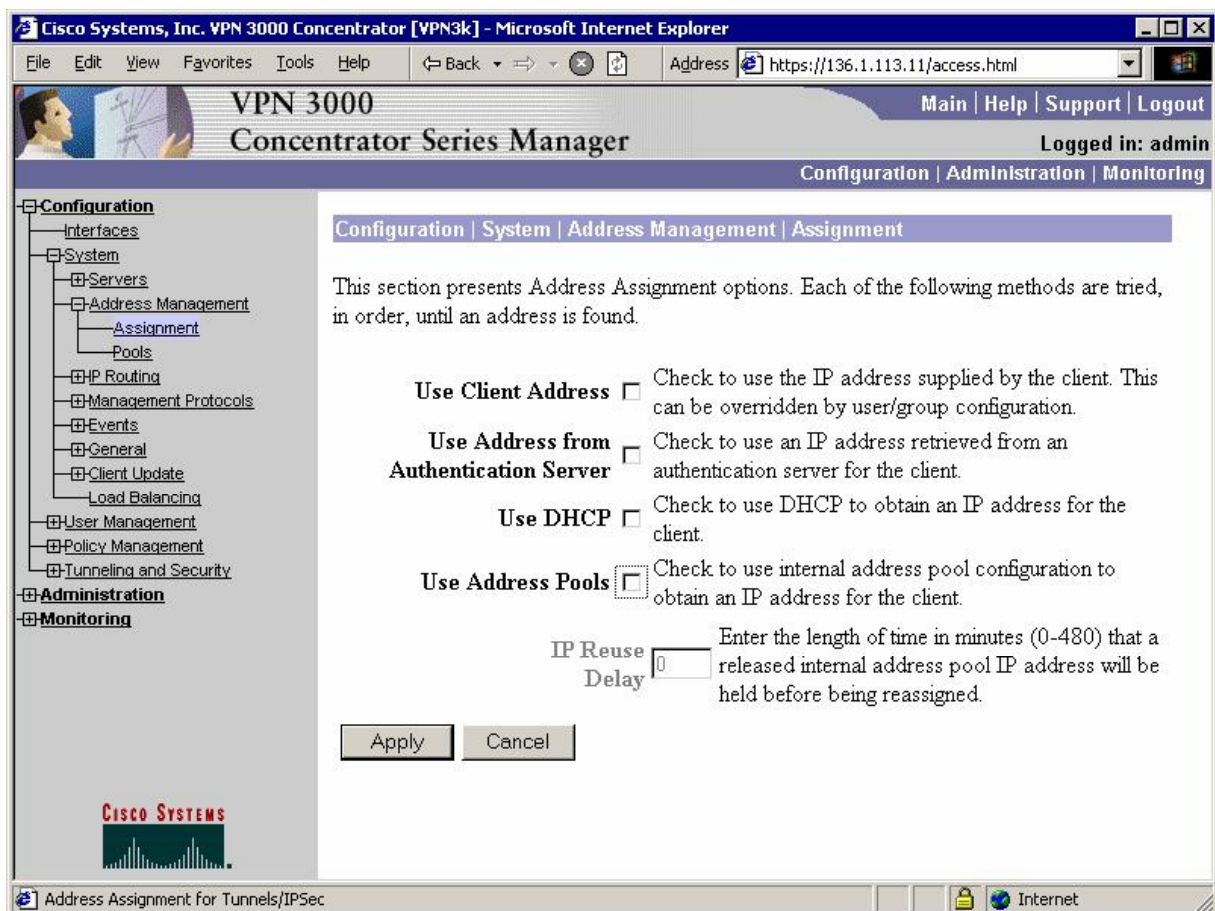 Cisco Systems, Inc. VPN 3000 Concentrator [VPN3k] - Microsoft Internet Explorer
File Edit View Favorites Tools Help Back Address https://136.1.113.11/access.html
VPN 3000
Concentrator Series Manager
Main | Help | Support | Logout
Logged in: admin
Configuration | Administration | Monitoring
Configuration
Interfaces
System
Servers
Address Management
Assignment
Pools
IP Routing
Management Protocols
Events
General
Client Update
Load Balancing
User Management
Policy Management
Tunneling and Security
Administration
Monitoring
CISCO SYSTEMS
Configuration | System | Address Management | Assignment
This section presents Address Assignment options. Each of the following methods are tried,
in order, until an address is found.
Use Client Address
Check to use the IP address supplied by the client. This
can be overridden by user/group configuration.
Use Address from
Authentication Server
Check to use an IP address retrieved from an
authentication server for the client.
Use DHCP
Check to use DHCP to obtain an IP address for the
client.
Use Address Pools
Check to use internal address pool configuration to
obtain an IP address for the client.
IP Reuse
Delay
0
Enter the length of time in minutes (0-480) that a
released internal address pool IP address will be
held before being reassigned.
Apply Cancel
Address Assignment for Tunnels/IPSec
Internet